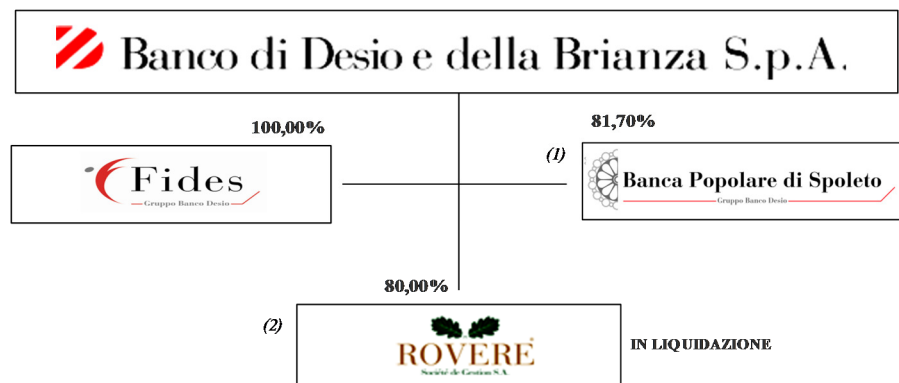 Banco di Desio e della Brianza S.p.A.
100,00%
81,70%
Fides
Gruppo Banco Desio
(1)
Banca Popolare di Spoleto
Gruppo Banco Desio
80,00%
(2)
ROVERE
Société de Gestion S.A.
IN LIQUIDAZIONE